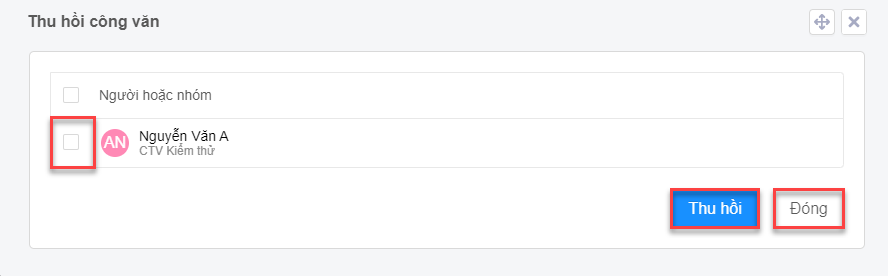 Thu hồi công văn
Người hoặc nhóm
AN
Nguyễn Văn A
CTV Kiểm thử
Thu hồi
Đóng